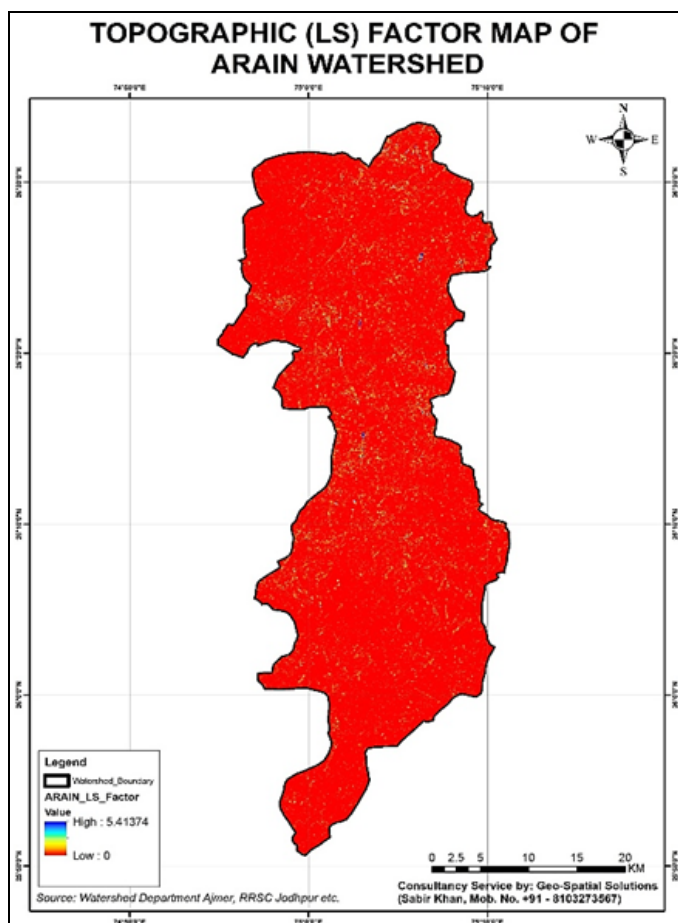 TOPOGRAPHIC (LS) FACTOR MAP OF
ARAIN WATERSHED
N
W E
S
Legend
Watershed_Boundary
ARAIN_LS_Factor
Value
High : 5.41374
Low : 0
0 2.5 5 10 15 20
KM
Source: Watershed Department Ajmer, RRSC Jodhpur etc.
Consultancy Service by: Geo-Spatial Solutions
(Sabir Khan, Mob. No. +91 - 8103273567)